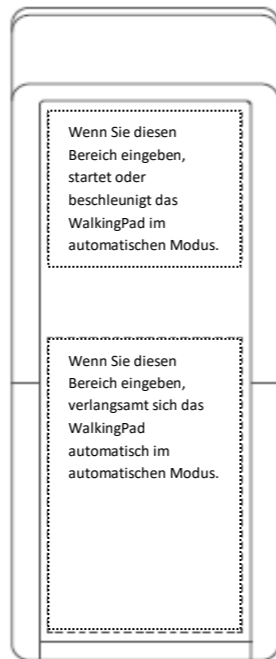 Wenn Sie diesen
Bereich eingeben,
startet oder
beschleunigt das
WalkingPad im
automatischen Modus.
Wenn Sie diesen
Bereich eingeben,
verlangsamt sich das
WalkingPad
automatisch im
automatischen Modus.